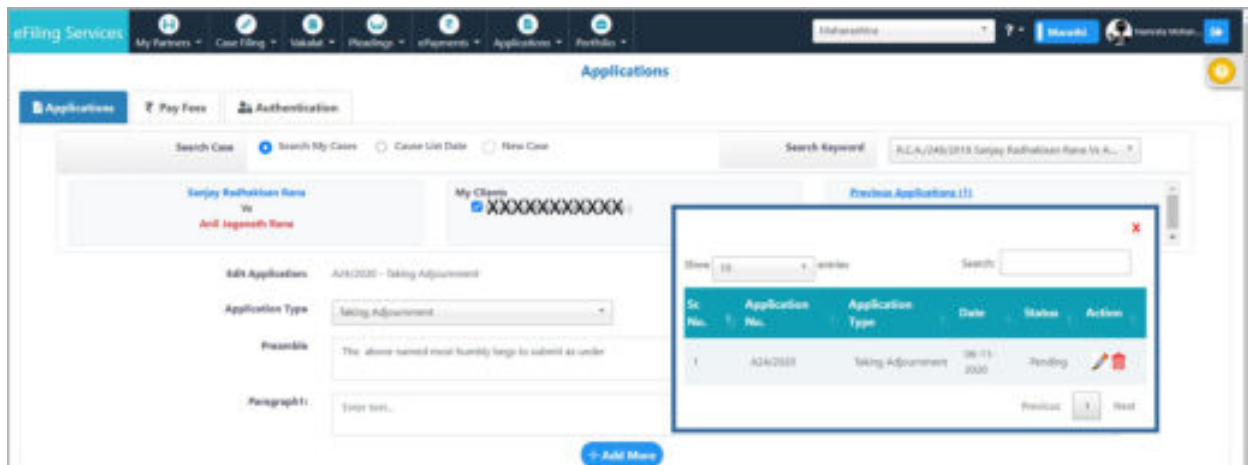 eFiling Services
My Partners Case Filing Vakalat Pleadings ePayments Applications Portfolio
Maharashtra ? Marathi
Applications
Applications ₹ Pay Fees Authentication
Search Case Search My Cases Cause List Date New Case Search Keyword
Sanjay Radhakisan Rana
Vs
Anil Jagannath Rana
My Clients
XXXXXXXXXXX
Previous Applications (1)
X
Show 10 entries Search:
Sr. No. Application No. Application Type Date Status Action
1 Taking Adjournment Pending
Previous 1 Next
Edit Application Taking Adjournment
Application Type Taking Adjournment
Preamble The above named most humbly begs to submit as under
Paragraph1: Enter text...
+ Add More